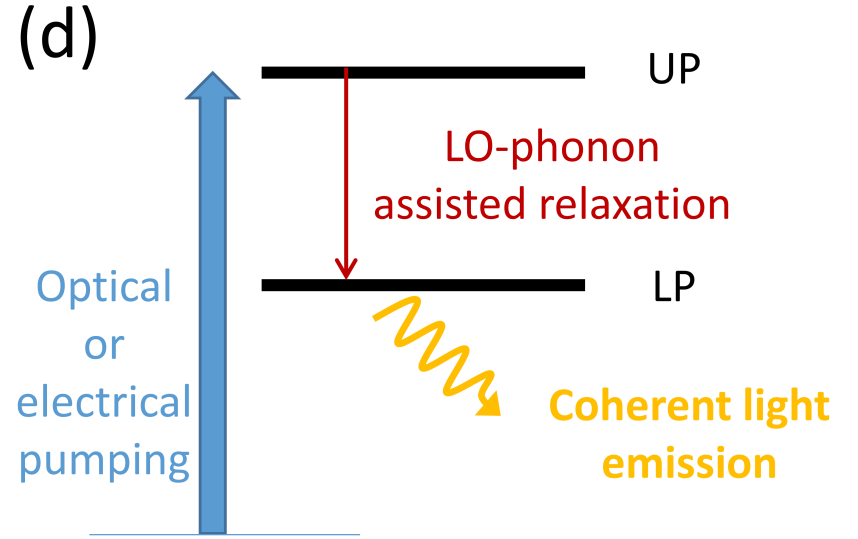 (d)
UP
LO-phonon
assisted relaxation
LP
Optical
or
electrical
pumping
Coherent light
emission